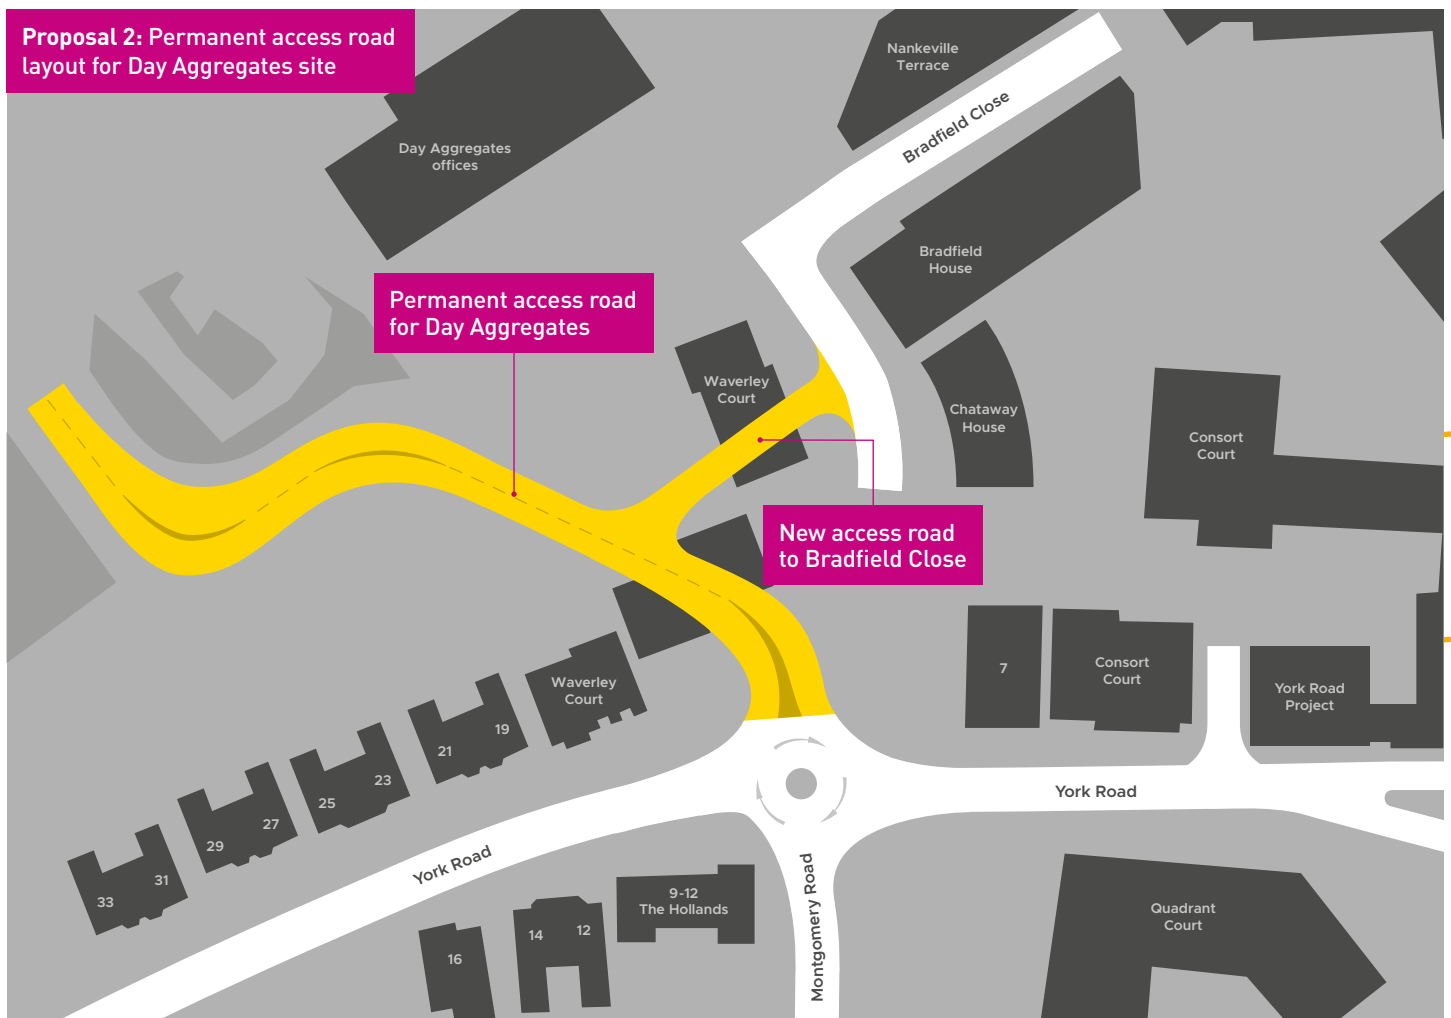 Proposal 2: Permanent access road
layout for Day Aggregates site
Nankeville
Terrace
Bradfield Close
Day Aggregates
offices
Bradfield
House
Permanent access road
for Day Aggregates
Waverley
Court
Chataway
House
Consort
Court
New access road
to Bradfield Close
7
Consort
Court
York Road
Project
Waverley
Court
19
21
23
25
27
29
31
33
York Road
York Road
Montgomery Road
9-12
The Hollands
12
14
16
Quadrant
Court